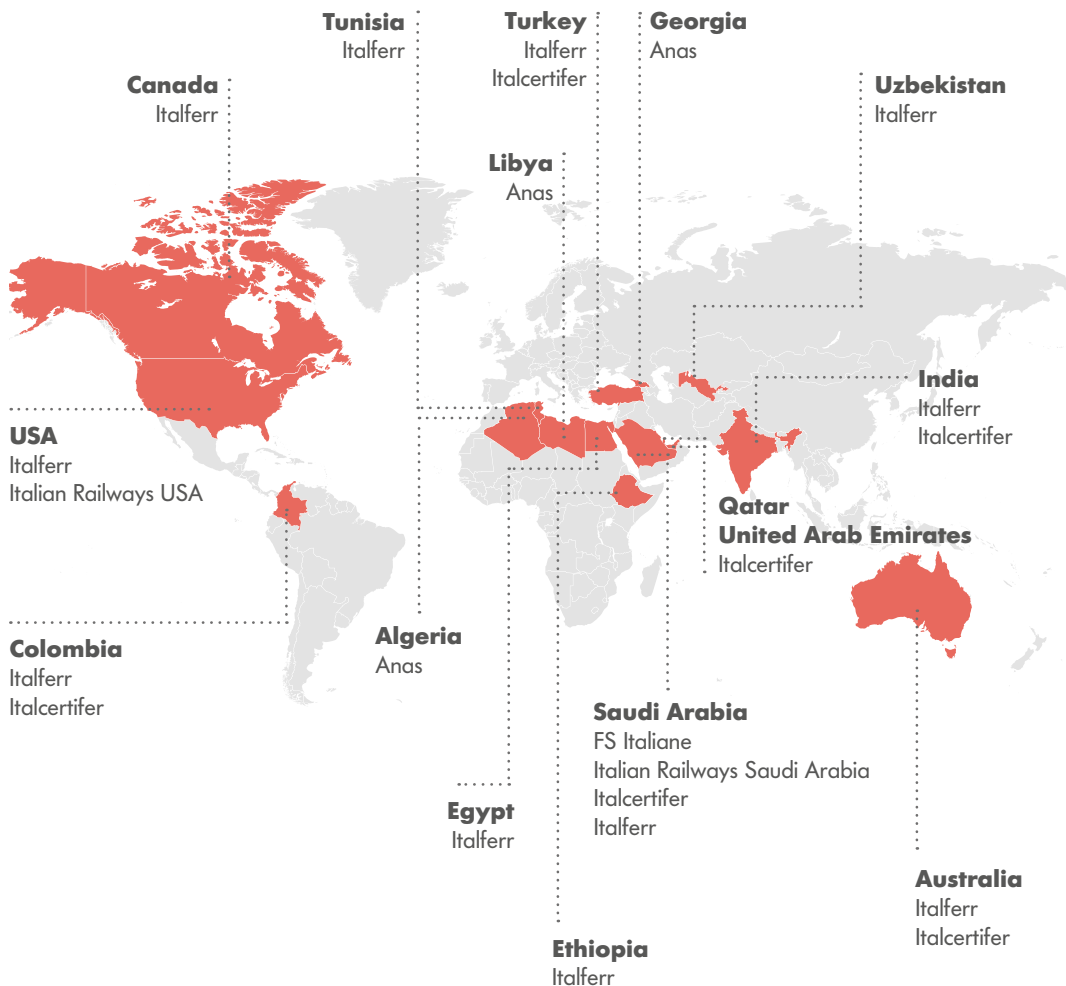 Tunisia
Italferr
Turkey
Italferr
Italcertifer
Georgia
Anas
Canada
Italferr
Uzbekistan
Italferr
Libya
Anas
India
Italferr
Italcertifer
USA
Italferr
Italian Railways USA
Qatar
United Arab Emirates
Italcertifer
Colombia
Italferr
Italcertifer
Algeria
Anas
Saudi Arabia
FS Italiane
Italian Railways Saudi Arabia
Italcertifer
Italferr
Egypt
Italferr
Australia
Italferr
Italcertifer
Ethiopia
Italferr